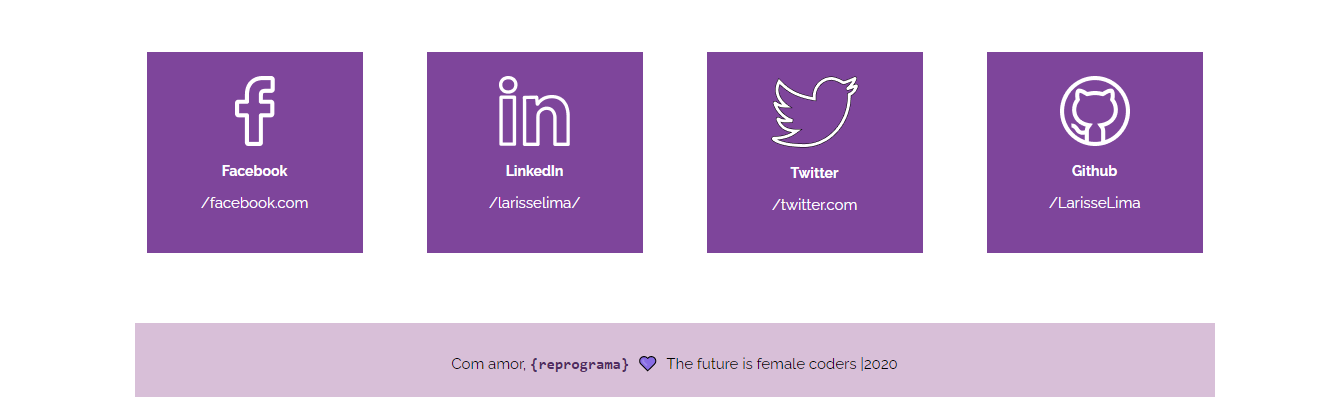 Facebook
/facebook.com
LinkedIn
/larisselima/
Twitter
/twitter.com
Github
/LarisseLima
Com amor, {reprograma} 💜 The future is female coders |2020